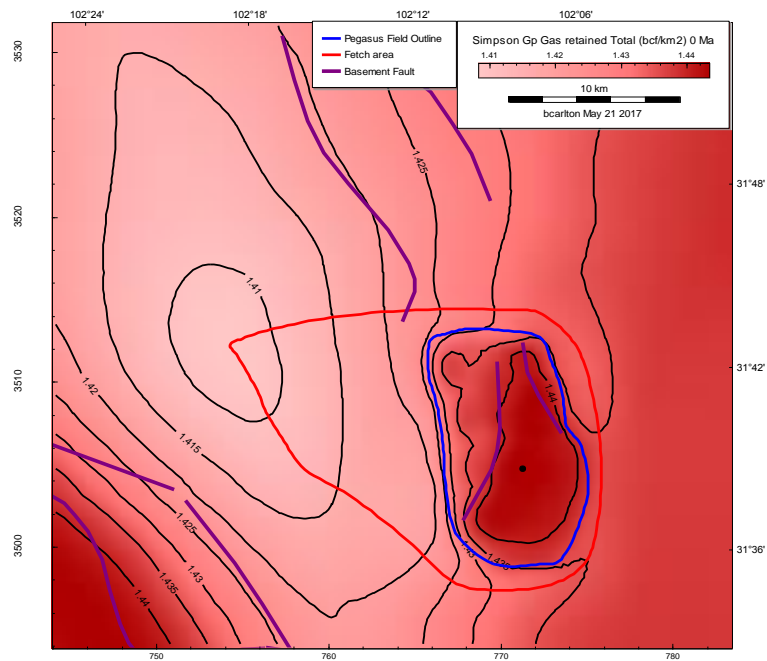 102°24' 102°18' 102°12' 102°06'
Pegasus Field Outline
Fetch area
Basement Fault
Simpson Gp Gas retained Total (bcf/km2) 0 Ma
1.41 1.42 1.43 1.44
10 km
bcarlton May 21 2017
3530
3520
3510
3500
31°48'
31°42'
31°36'
1.425
1.41
1.42
1.415
1.44
1.425
1.43
1.435
1.44
1.43
1.435
750 760 770 780